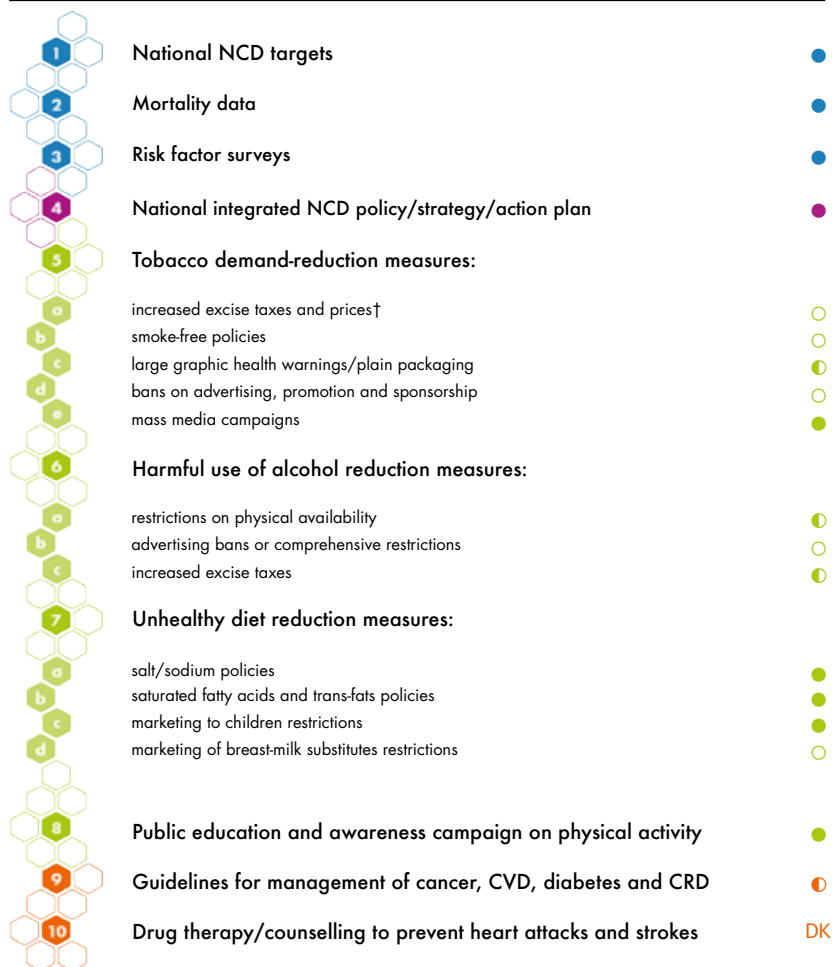 1 National NCD targets
2 Mortality data
3 Risk factor surveys
4 National integrated NCD policy/strategy/action plan
5 Tobacco demand-reduction measures:
a increased excise taxes and prices†
b smoke-free policies
c large graphic health warnings/plain packaging
d bans on advertising, promotion and sponsorship
e mass media campaigns
6 Harmful use of alcohol reduction measures:
a restrictions on physical availability
b advertising bans or comprehensive restrictions
c increased excise taxes
7 Unhealthy diet reduction measures:
a salt/sodium policies
b saturated fatty acids and trans-fats policies
c marketing to children restrictions
d marketing of breast-milk substitutes restrictions
8 Public education and awareness campaign on physical activity
9 Guidelines for management of cancer, CVD, diabetes and CRD
10 Drug therapy/counselling to prevent heart attacks and strokes DK